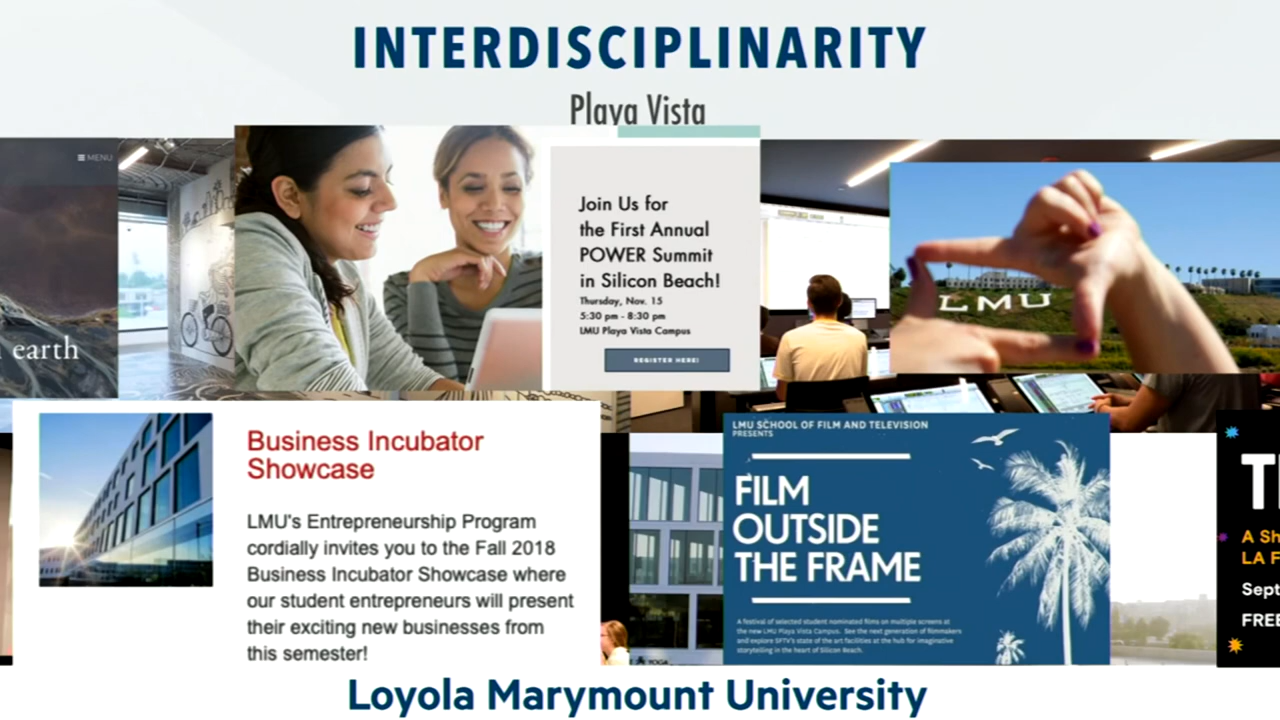 INTERDISCIPLINARITY
Playa Vista
MENU
earth
Join Us for
the First Annual
POWER Summit
in Silicon Beach!
Thursday, Nov. 15
5:30 pm - 8:30 pm
LMU Playa Vista Campus
REGISTER HERE!
LMU
Business Incubator
Showcase
LMU's Entrepreneurship Program
cordially invites you to the Fall 2018
Business Incubator Showcase where
our student entrepreneurs will present
their exciting new businesses from
this semester!
YOGA
LMU SCHOOL OF FILM AND TELEVISION
PRESENTS
FILM
OUTSIDE
THE FRAME
A festival of selected student nominated films on multiple screens at
the new LMU Playa Vista Campus. See the next generation of filmmakers
and explore SFTV's state of the art facilities at the hub for imaginative
storytelling in the heart of Silicon Beach.
A Sh
LA F
Sept
FREE
Loyola Marymount University